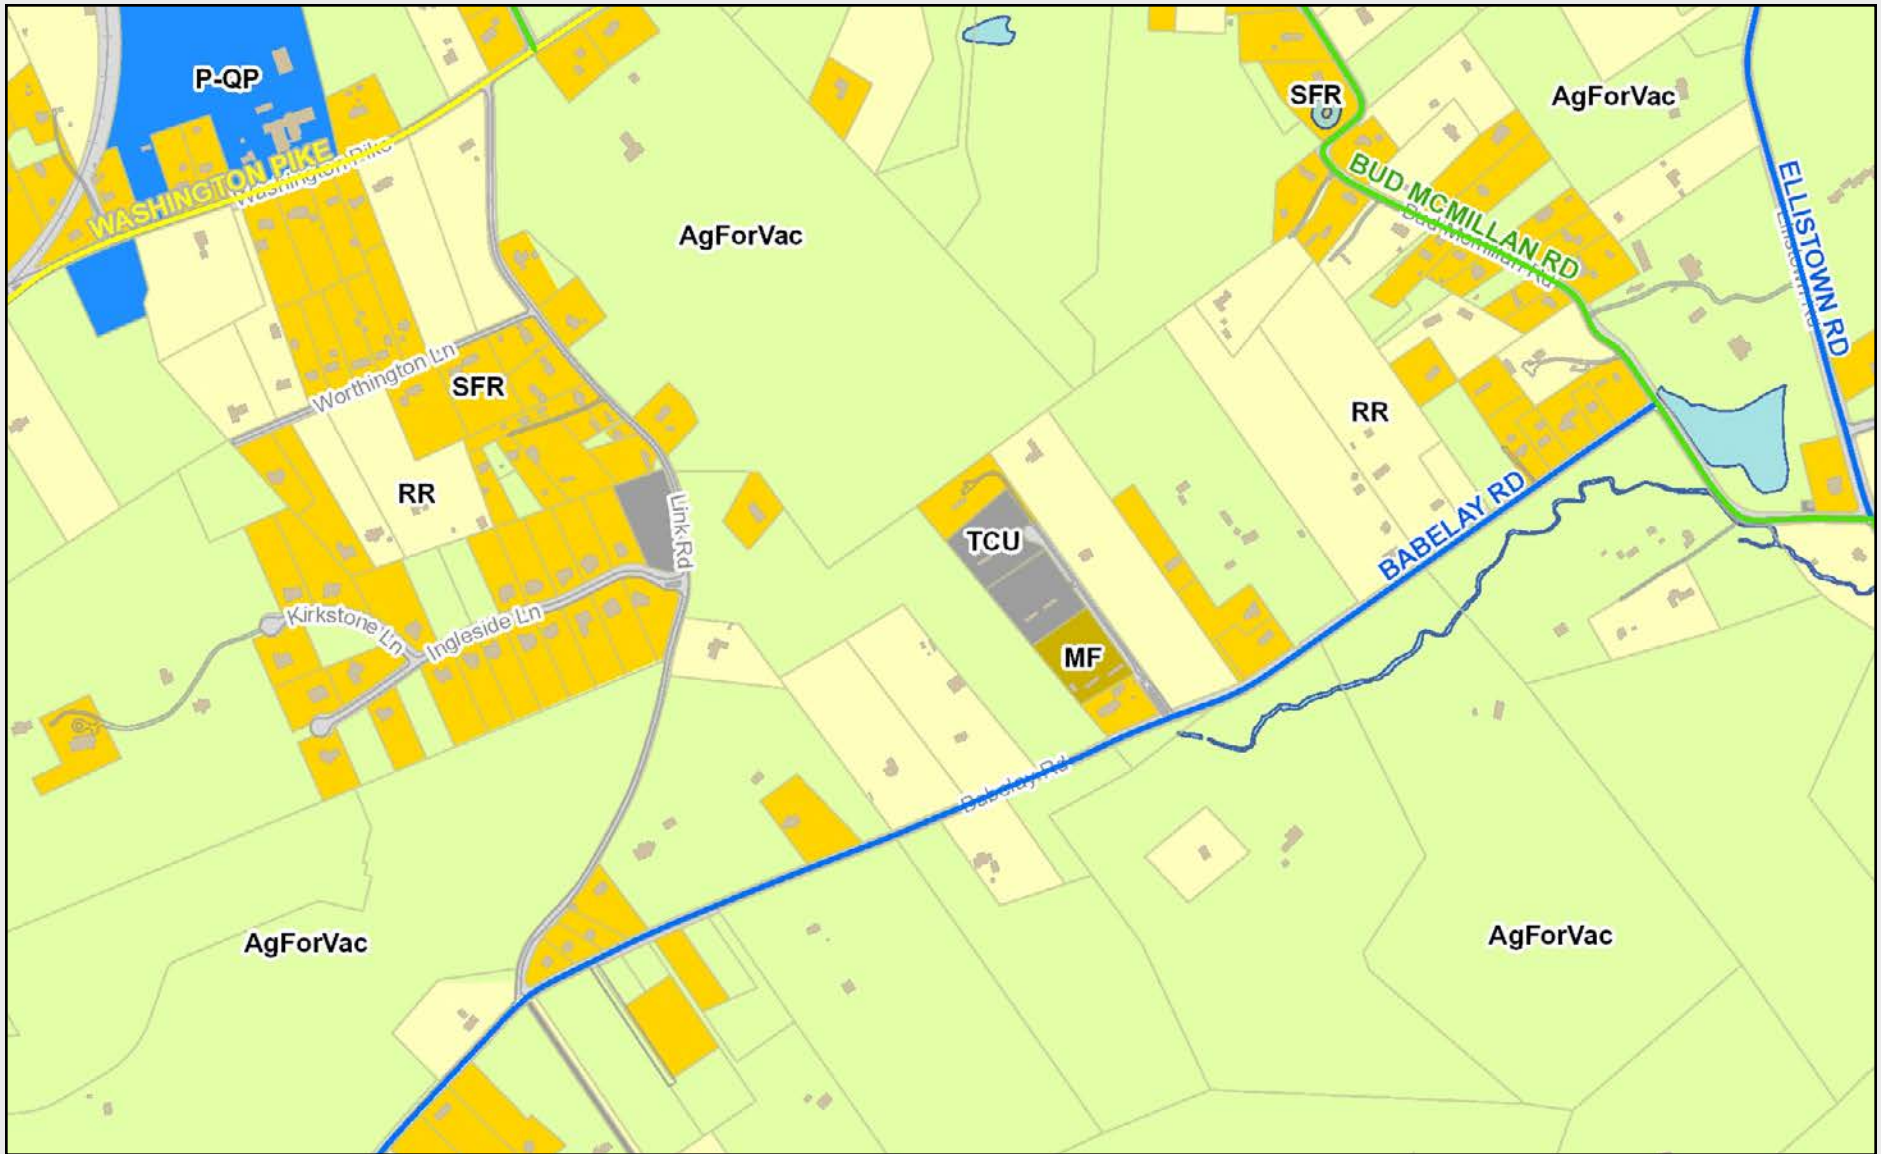 P-QP
SFR
AgForVac
WASHINGTON PIKE
Washington Pike
BUD MCMILLAN RD
Bud Mcmillan Rd
ELLISTOWN RD
Ellistown Rd
AgForVac
Worthington Ln
SFR
RR
RR
Link Rd
TCU
BABELAY RD
Kirkstone Ln
Ingleside Ln
MF
Babelay Rd
AgForVac
AgForVac